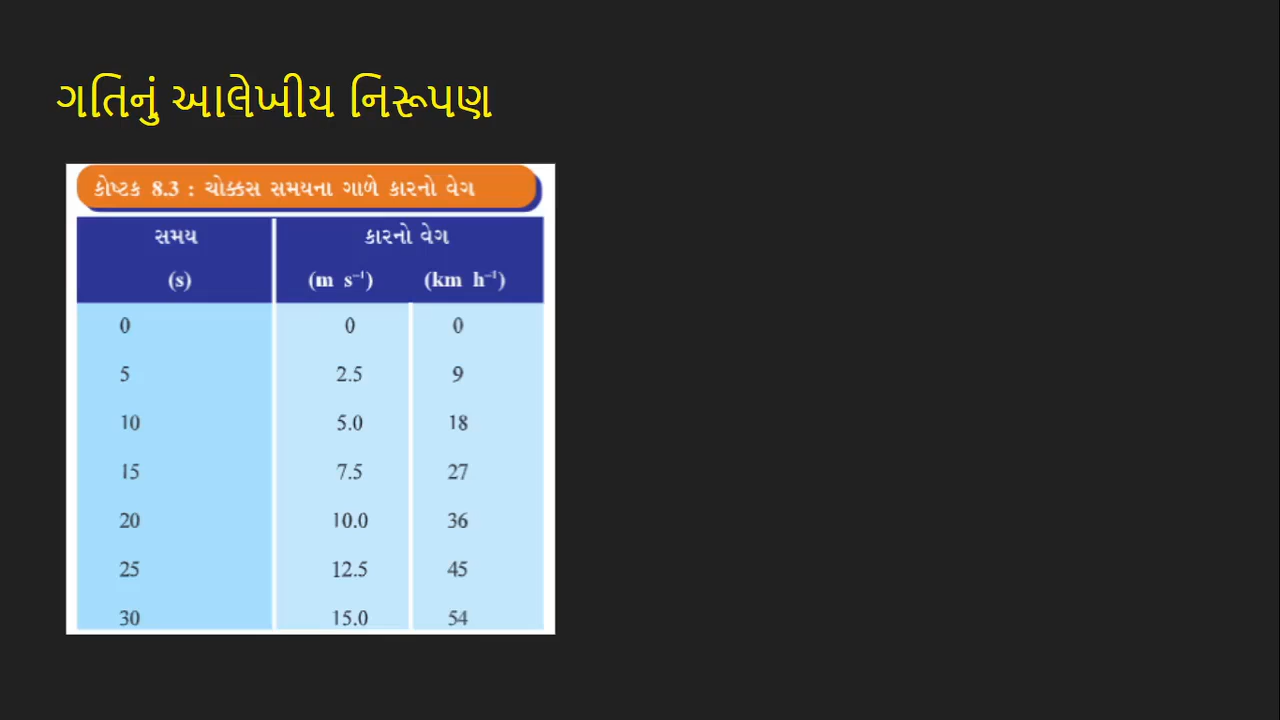 ગતિનું આલેખીય નિરૂપણ
કોષ્ટક 8.3 : ચોક્કસ સમયના ગાળે કારનો વેગ
સમય કારનો વેગ
(s) (m s⁻¹) (km h⁻¹)
0 0 0
5 2.5 9
10 5.0 18
15 7.5 27
20 10.0 36
25 12.5 45
30 15.0 54